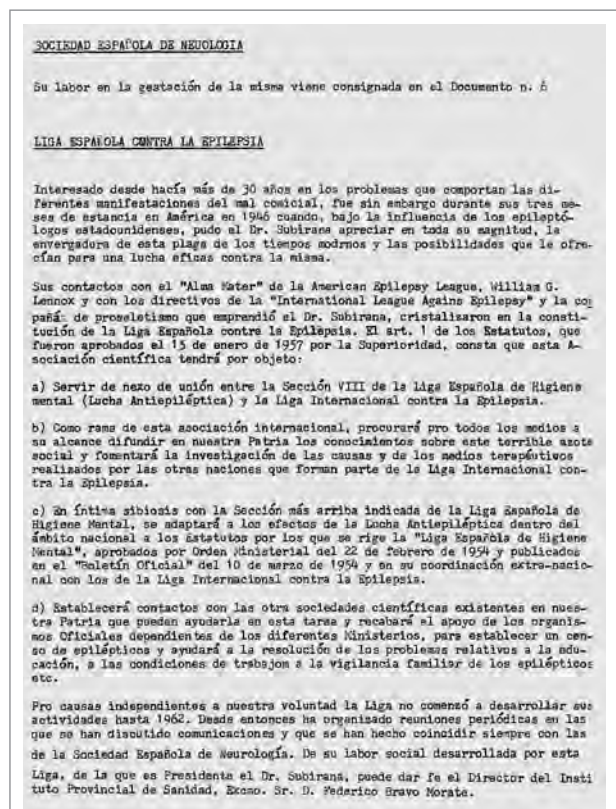 SOCIEDAD ESPAÑOLA DE NEUOLOGIA
Su labor en la gestación de la misma viene consignada en el Documento n. 6
LIGA ESPAÑOLA CONTRA LA EPILEPSIA
Interesado desde hacía más de 30 años en los problemas que comportan las di-
ferentes manifestaciones del mal comicial, fue sin embargo durante sus tres me-
ses de estancia en América en 1946 cuando, bajo la influencia de los epileptó-
logos estadounidenses, pudo el Dr. Subirana apreciar en toda su magnitud, la
envergadura de esta plaga de los tiempos modrnos y las posibilidades que le ofre-
cían para una lucha eficas contra la misma.
Sus contactos con el "Alma Mater" de la American Epilepsy League, William G.
Lennox y con los directivos de la "International League Agains Epilepsy" y la co
pañá: de proseletismo que emprendió el Dr. Subirana, cristalizaron en la consti-
tución de la Liga Española contra la Epilepsia. El art. 1 de los Estatutos, que
fueron aprobados el 15 de enero de 1957 por la Superioridad, consta que esta A-
sociación científica tendrá por objeto:
a) Servir de nexo de unión entre la Sección VIII de la Liga Española de Higiene
mental (Lucha Antiepiléptica) y la Liga Internacional contra la Epilepsia.
b) Como rama de esta asociación internacional, procurará pro todos los medios a
su alcance difundir en nuestra Patria los conocimientos sobre este terrible azote
social y fomentará la investigación de las causas y de los medios terapéutivos
realizados por las otras naciones que forman parte de la Liga Internacional con-
tra la Epilepsia.
c) En íntima sibiosis con la Sección más arriba indicada de la Liga Española de
Higiene Mental, se adaptará a los efectos de la Lucha Antiepiléptica dentro del
ámbito nacional a los Estatutos por los que se rige la "Liga Española de Higiene
Mental", aprobados por Orden Ministerial del 22 de febrero de 1954 y publicados
en el "Boletín Oficial" del 10 de marzo de 1954 y en su coordinación extra-nacio-
nal con los de la Liga Internacional contra la Epilepsia.
d) Establecerá contactos con las otra sociedades científicas existentes en nues-
tra Patria que puedan ayudarla en esta tarea y recabará el apoyo de los organis-
mos Oficiales dependientes de los diferentes Ministerios, para establecer un cen-
so de epilépticos y ayudará a la resolución de los problemas relativos a la edu-
cación, a las condiciones de trabajom a la vigilancia familiar de los epilépticos
etc.
Pro causas independientes a nuestra voluntad la Liga no comenzó a desarrollar sus
actividades hasta 1962. Desde entonces ha organizado reuniones periódicas en las
que se han discutido comunicaciones y que se han hecho coincidir siempre con las
de la Sociedad Española de Neurología. De su labor social desarrollada por esta
Liga, de la que es Presidente el Dr. Subirana, puede dar fe el Director del Insti
tuto Provincial de Sanidad, Excmo. Sr. D. Federico Bravo Morate.